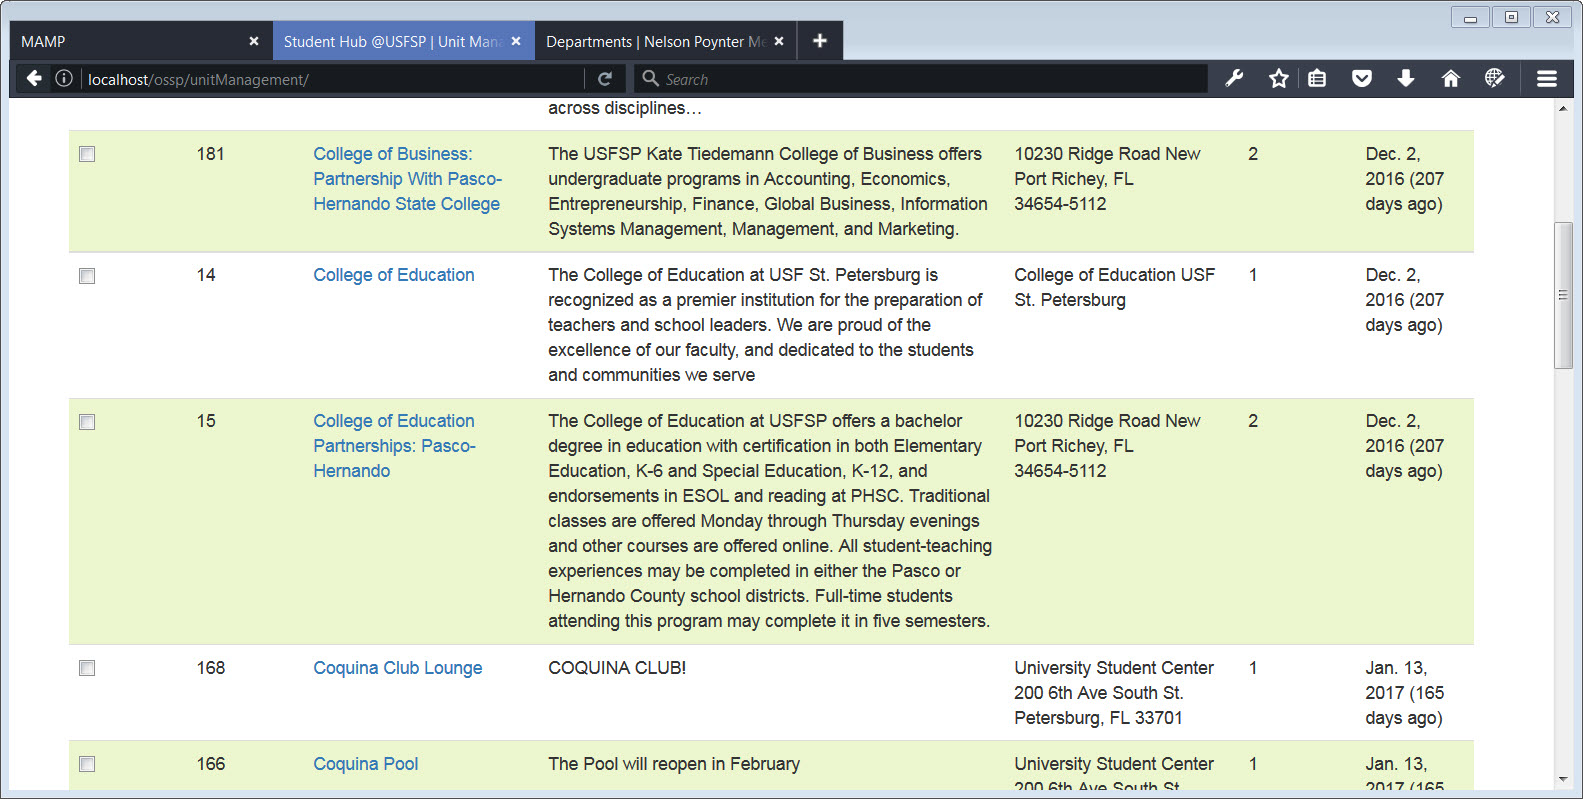 MAMP
Student Hub @USFSP | Unit Mana
Departments | Nelson Poynter Me
localhost/ossp/unitManagement/
Search
across disciplines…
181
College of Business:
Partnership With Pasco-
Hernando State College
The USFSP Kate Tiedemann College of Business offers
undergraduate programs in Accounting, Economics,
Entrepreneurship, Finance, Global Business, Information
Systems Management, Management, and Marketing.
10230 Ridge Road New
Port Richey, FL
34654-5112
2
Dec. 2,
2016 (207
days ago)
14
College of Education
The College of Education at USF St. Petersburg is
recognized as a premier institution for the preparation of
teachers and school leaders. We are proud of the
excellence of our faculty, and dedicated to the students
and communities we serve
College of Education USF
St. Petersburg
1
Dec. 2,
2016 (207
days ago)
15
College of Education
Partnerships: Pasco-
Hernando
The College of Education at USFSP offers a bachelor
degree in education with certification in both Elementary
Education, K-6 and Special Education, K-12, and
endorsements in ESOL and reading at PHSC. Traditional
classes are offered Monday through Thursday evenings
and other courses are offered online. All student-teaching
experiences may be completed in either the Pasco or
Hernando County school districts. Full-time students
attending this program may complete it in five semesters.
10230 Ridge Road New
Port Richey, FL
34654-5112
2
Dec. 2,
2016 (207
days ago)
168
Coquina Club Lounge
COQUINA CLUB!
University Student Center
200 6th Ave South St.
Petersburg, FL 33701
1
Jan. 13,
2017 (165
days ago)
166
Coquina Pool
The Pool will reopen in February
University Student Center
200 6th Ave South St.
1
Jan. 13,
2017 (165